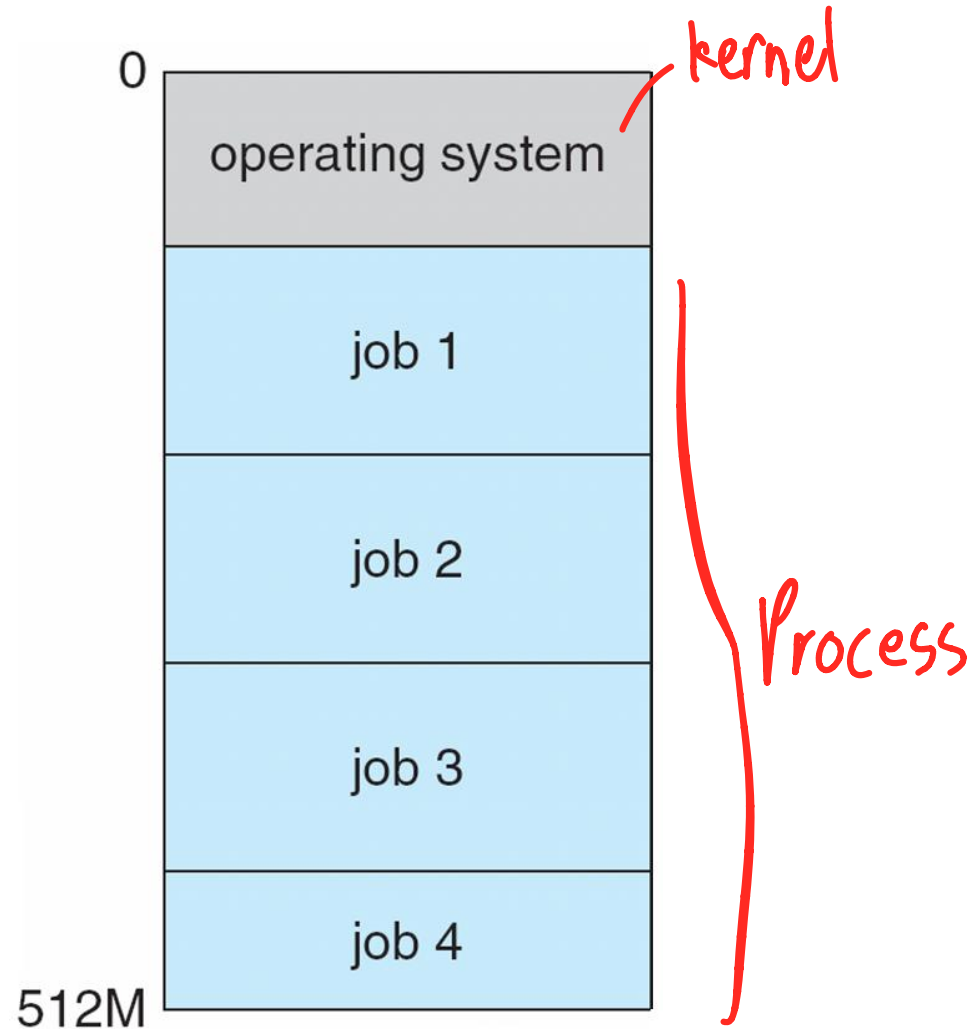 0
kernel
operating system
job 1
job 2
job 3
Process
job 4
512M